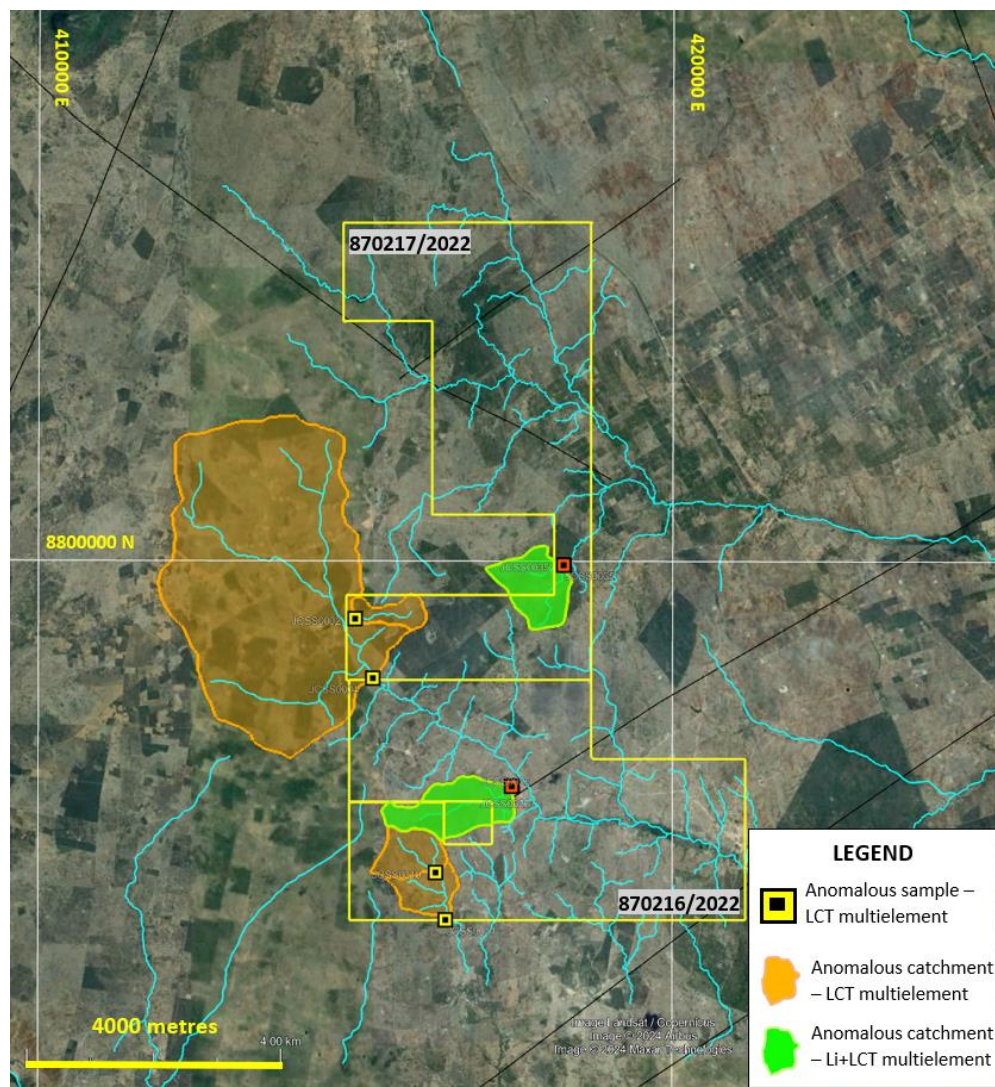 410000 E
420000 E
870217/2022
8800000 N
JCSS0002
870216/2022
LEGEND
Anomalous sample –
LCT multielement
Anomalous catchment
– LCT multielement
Anomalous catchment
– Li+LCT multielement
4000 metres
4.00 km
Image Landsat / Copernicus
Image © 2024 Airbus
Image © 2024 Maxar Technologies